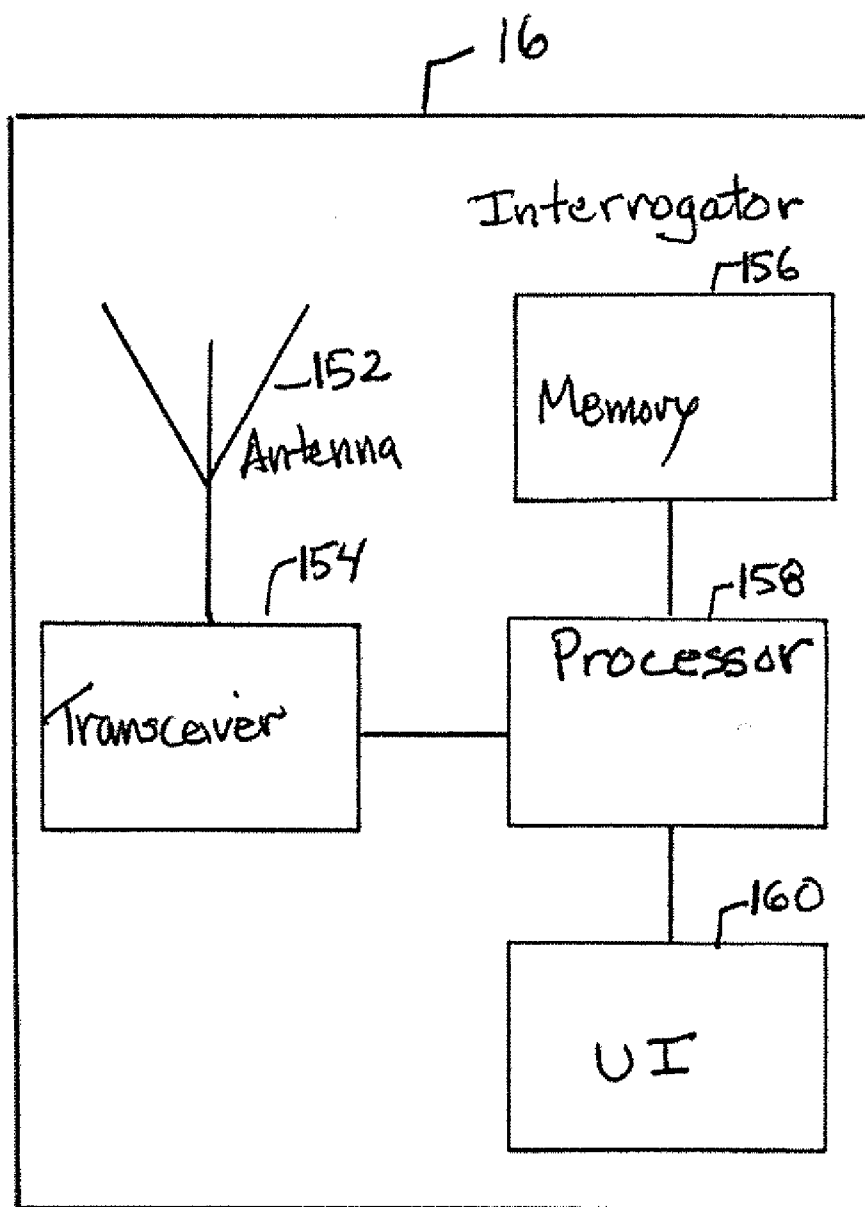 16
Interrogator
156
152
Memory
Antenna
154
158
Processor
Transceiver
160
UI